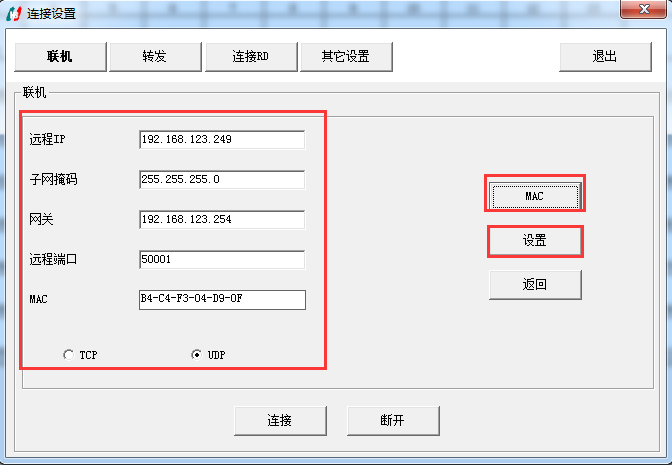 连接设置
联机 转发 连接RD 其它设置 退出
联机
远程IP 192.168.123.249
子网掩码 255.255.255.0
MAC
网关 192.168.123.254
设置
远程端口 50001
返回
MAC B4-C4-F3-04-D9-0F
TCP UDP
连接 断开